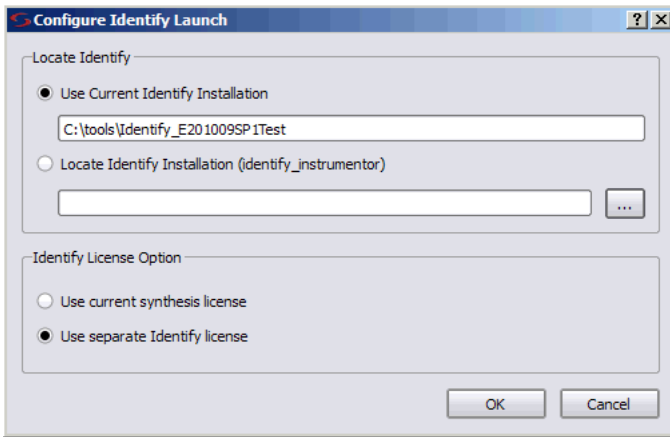 Configure Identify Launch
Locate Identify
Use Current Identify Installation
C:\tools\Identify_E201009SP1Test
Locate Identify Installation (identify_instrumentor)
...
Identify License Option
Use current synthesis license
Use separate Identify license
OK Cancel